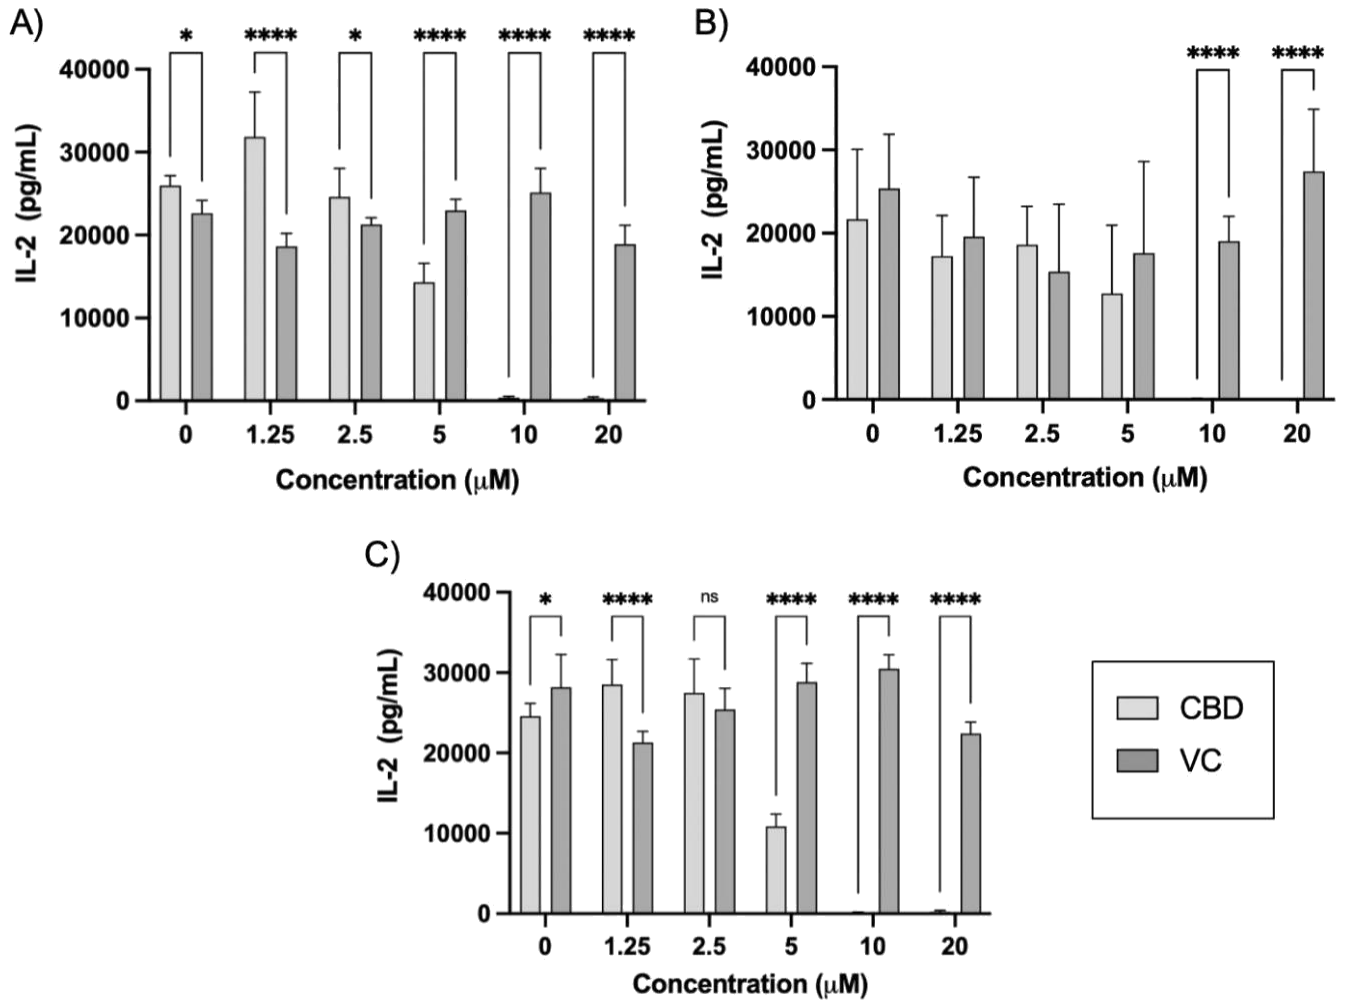 A)
* **** * **** **** ****
40000
30000
20000
10000
0
IL-2 (pg/mL)
0 1.25 2.5 5 10 20
Concentration (μM)
B)
**** ****
40000
30000
20000
10000
0
IL-2 (pg/mL)
0 1.25 2.5 5 10 20
Concentration (μM)
C)
* **** ns **** **** ****
40000
30000
20000
10000
0
IL-2 (pg/mL)
0 1.25 2.5 5 10 20
Concentration (μM)
CBD
VC